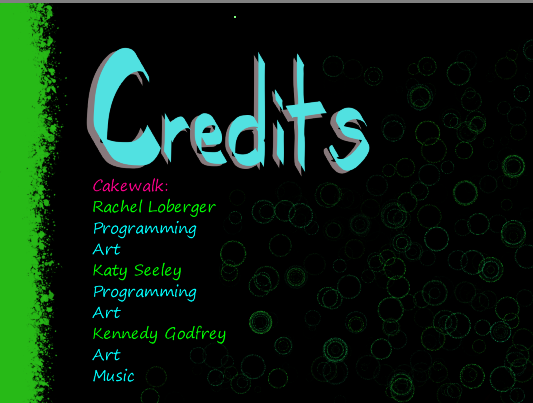 Credits
Cakewalk:
Rachel Loberger
Programming
Art
Katy Seeley
Programming
Art
Kennedy Godfrey
Art
Music